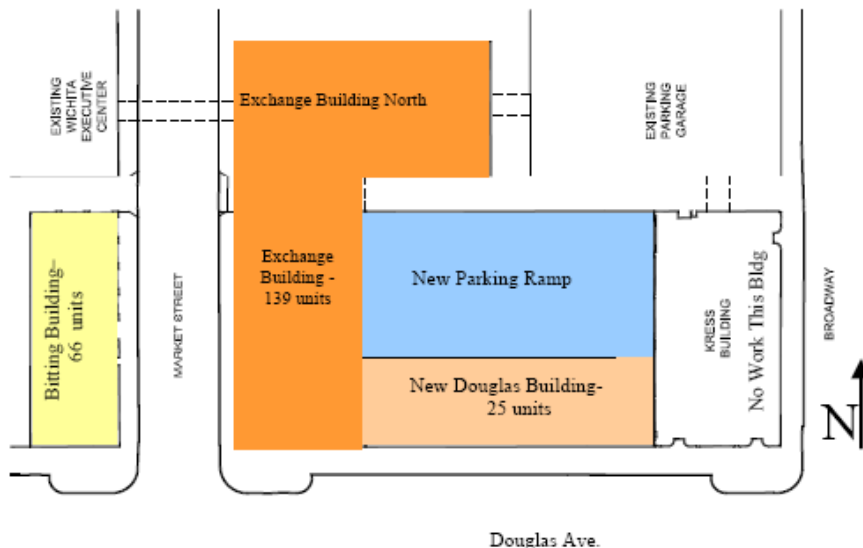 EXISTING
WICHITA
EXECUTIVE
CENTER
Exchange Building North
EXISTING
PARKING
GARAGE
Bitting Building–
66 units
MARKET STREET
Exchange
Building -
139 units
New Parking Ramp
New Douglas Building-
25 units
KRESS
BUILDING
No Work This Bldg
BROADWAY
N
Douglas Ave.